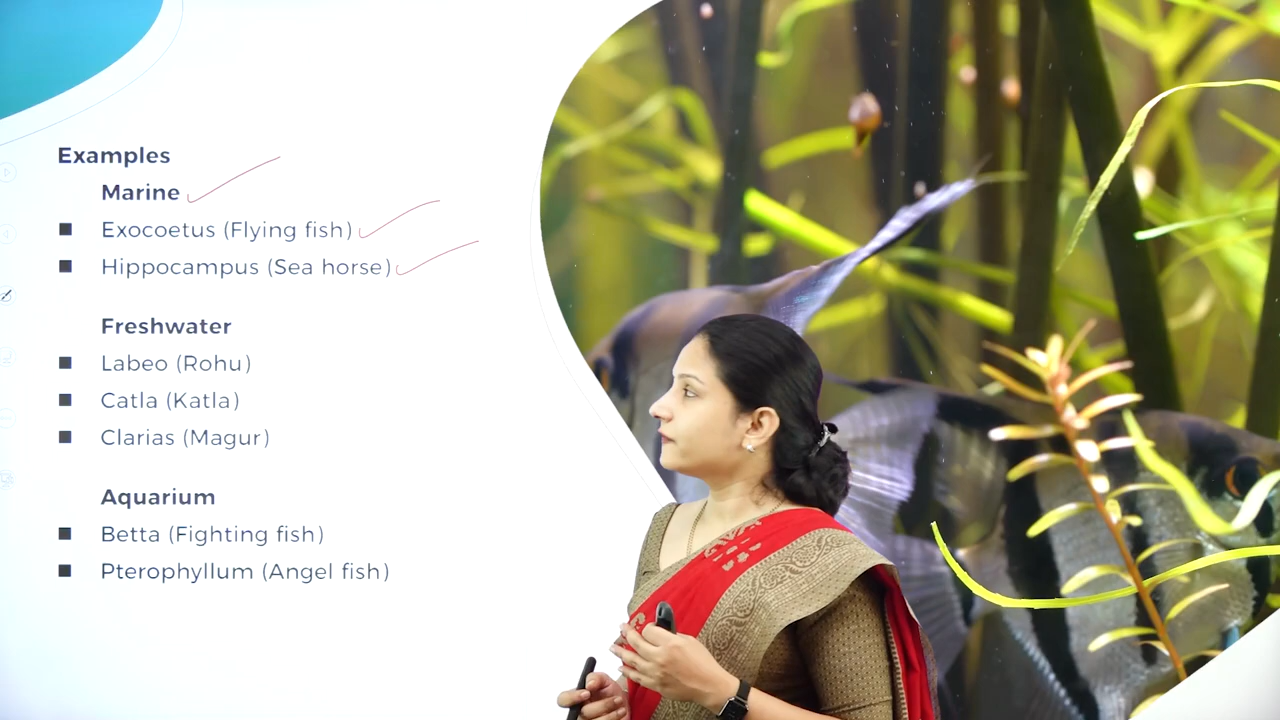 Examples
Marine
Exocoetus (Flying fish)
Hippocampus (Sea horse)
Freshwater
Labeo (Rohu)
Catla (Katla)
Clarias (Magur)
Aquarium
Betta (Fighting fish)
Pterophyllum (Angel fish)